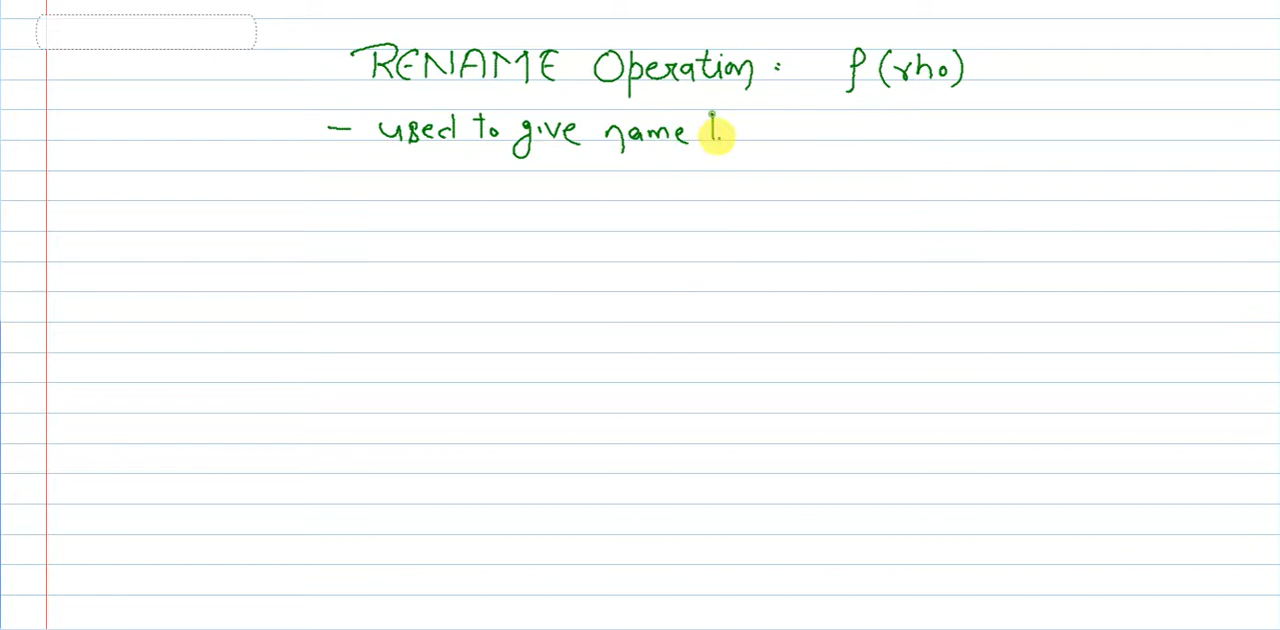 RENAME Operation : ρ (rho)
- used to give name